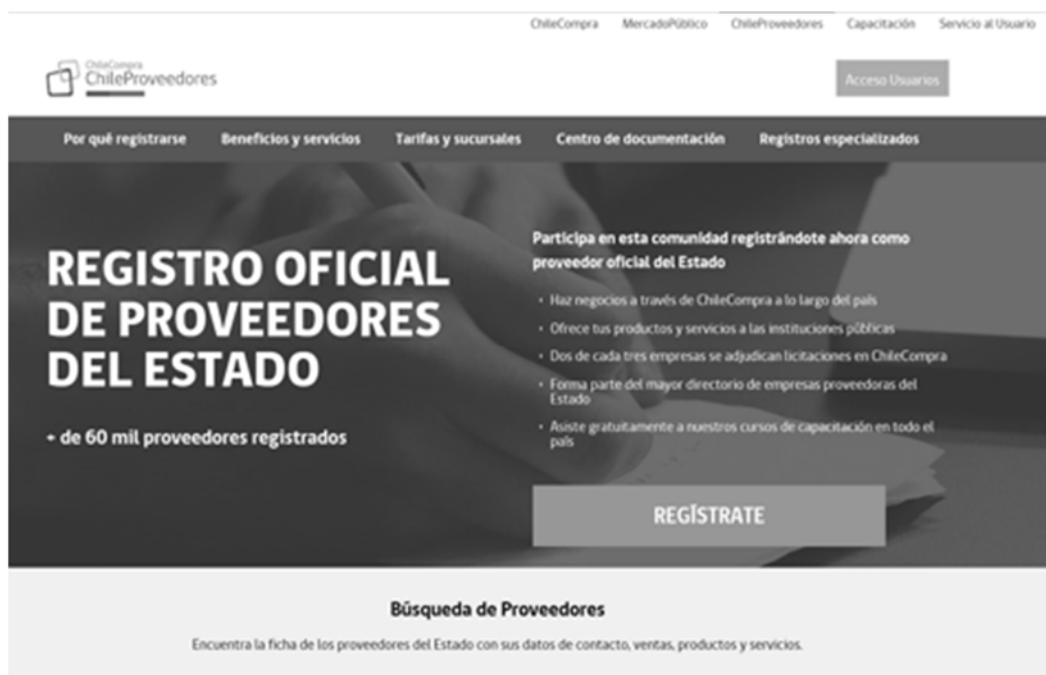 ChileCompra MercadoPúblico ChileProveedores Capacitación Servicio al Usuario
ChileCompra
ChileProveedores
Acceso Usuarios
Por qué registrarse Beneficios y servicios Tarifas y sucursales Centro de documentación Registros especializados
REGISTRO OFICIAL
DE PROVEEDORES
DEL ESTADO
+ de 60 mil proveedores registrados
Participa en esta comunidad registrándote ahora como
proveedor oficial del Estado
• Haz negocios a través de ChileCompra a lo largo del país
• Ofrece tus productos y servicios a las instituciones públicas
• Dos de cada tres empresas se adjudican licitaciones en ChileCompra
• Forma parte del mayor directorio de empresas proveedoras del
Estado
• Asiste gratuitamente a nuestros cursos de capacitación en todo el
país
REGÍSTRATE
Búsqueda de Proveedores
Encuentra la ficha de los proveedores del Estado con sus datos de contacto, ventas, productos y servicios.